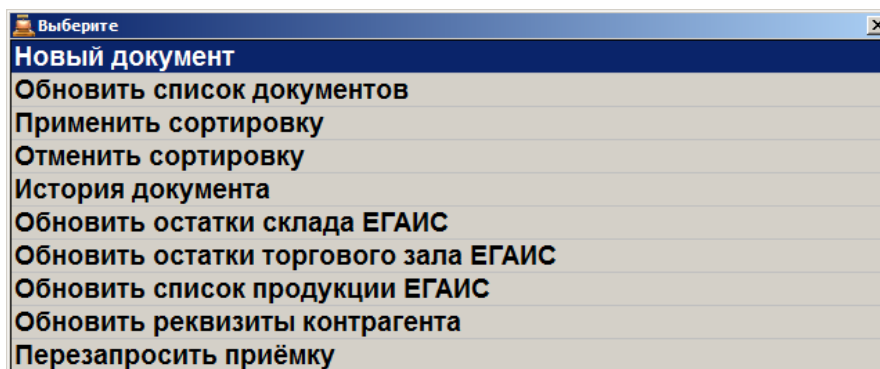 Выберите
Новый документ
Обновить список документов
Применить сортировку
Отменить сортировку
История документа
Обновить остатки склада ЕГАИС
Обновить остатки торгового зала ЕГАИС
Обновить список продукции ЕГАИС
Обновить реквизиты контрагента
Перезапросить приёмку